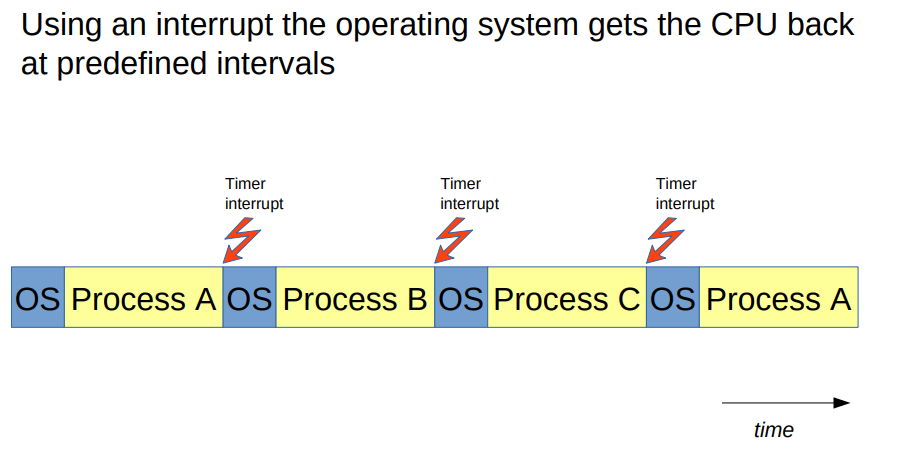 Using an interrupt the operating system gets the CPU back
at predefined intervals
Timer
interrupt
Timer
interrupt
Timer
interrupt
OS Process A OS Process B OS Process C OS Process A
time